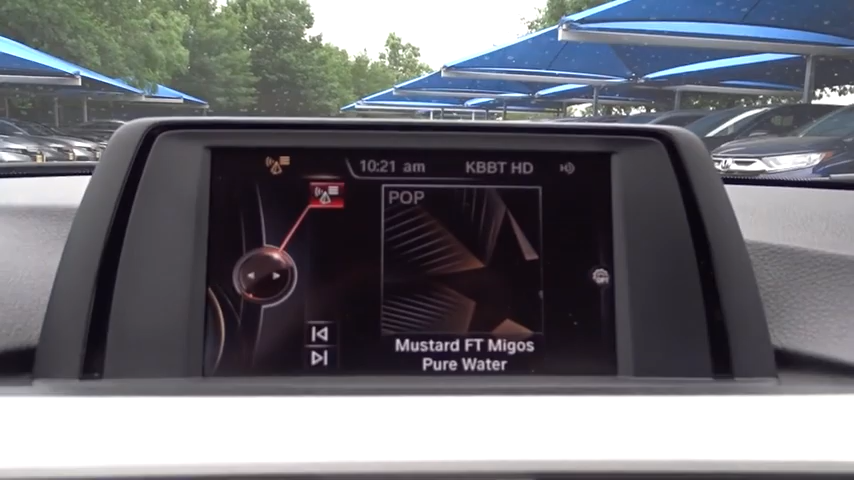 10:21 am
KBBT HD
POP
Mustard FT Migos
Pure Water